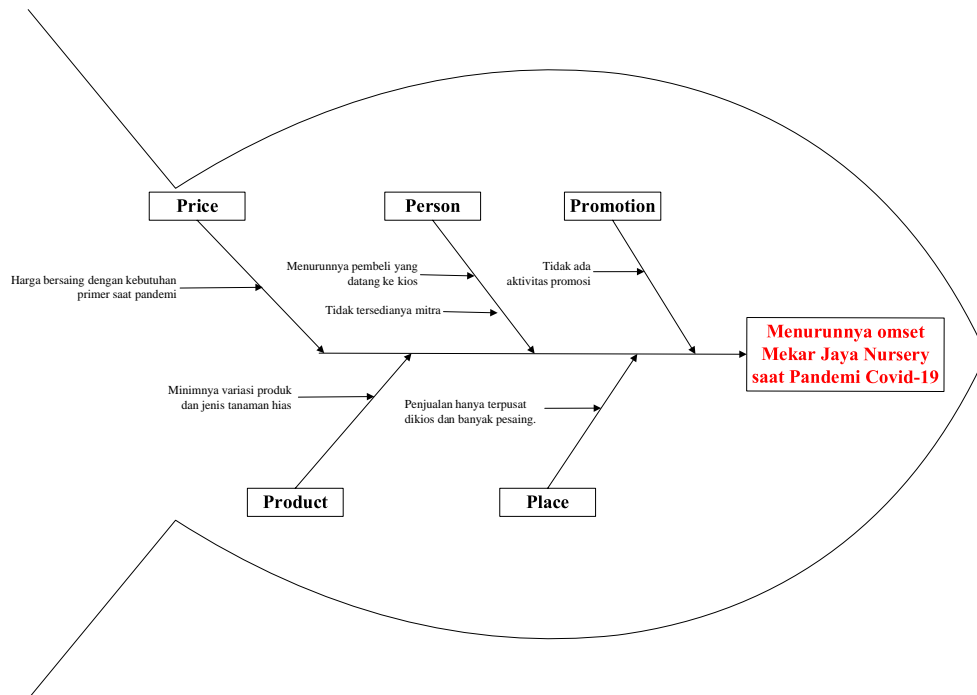 Price
Person
Promotion
Harga bersaing dengan kebutuhan
primer saat pandemi
Menurunnya pembeli yang
datang ke kios
Tidak tersedianya mitra
Tidak ada
aktivitas promosi
Menurunnya omset
Mekar Jaya Nursery
saat Pandemi Covid-19
Minimnya variasi produk
dan jenis tanaman hias
Penjualan hanya terpusat
dikios dan banyak pesaing.
Product
Place